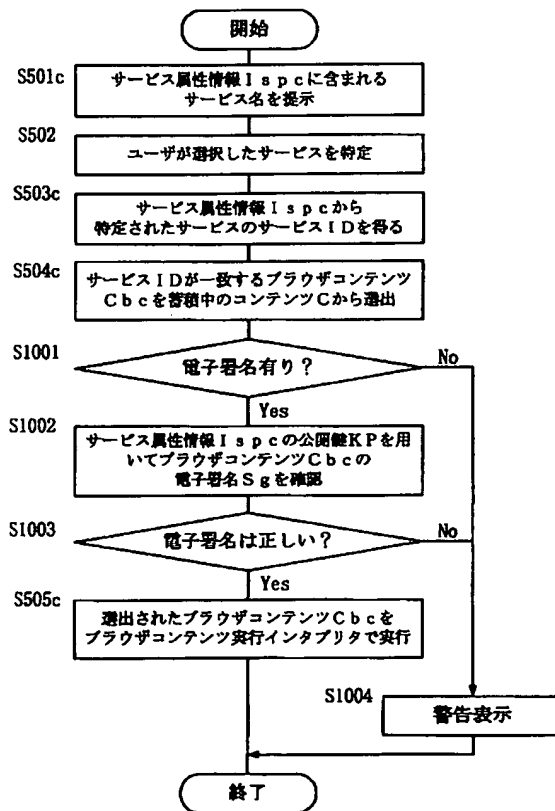 開始
S501c
サービス属性情報Ispcに含まれる
サービス名を提示
S502
ユーザが選択したサービスを特定
S503c
サービス属性情報Ispcから
特定されたサービスのサービスIDを得る
S504c
サービスIDが一致するブラウザコンテンツ
Cbcを蓄積中のコンテンツCから選出
S1001
電子署名有り？
No
Yes
S1002
サービス属性情報Ispcの公開鍵KPを用
いてブラウザコンテンツCbcの
電子署名Sgを確認
S1003
電子署名は正しい？
No
Yes
S505c
選出されたブラウザコンテンツCbcを
ブラウザコンテンツ実行インタプリタで実行
S1004
警告表示
終了